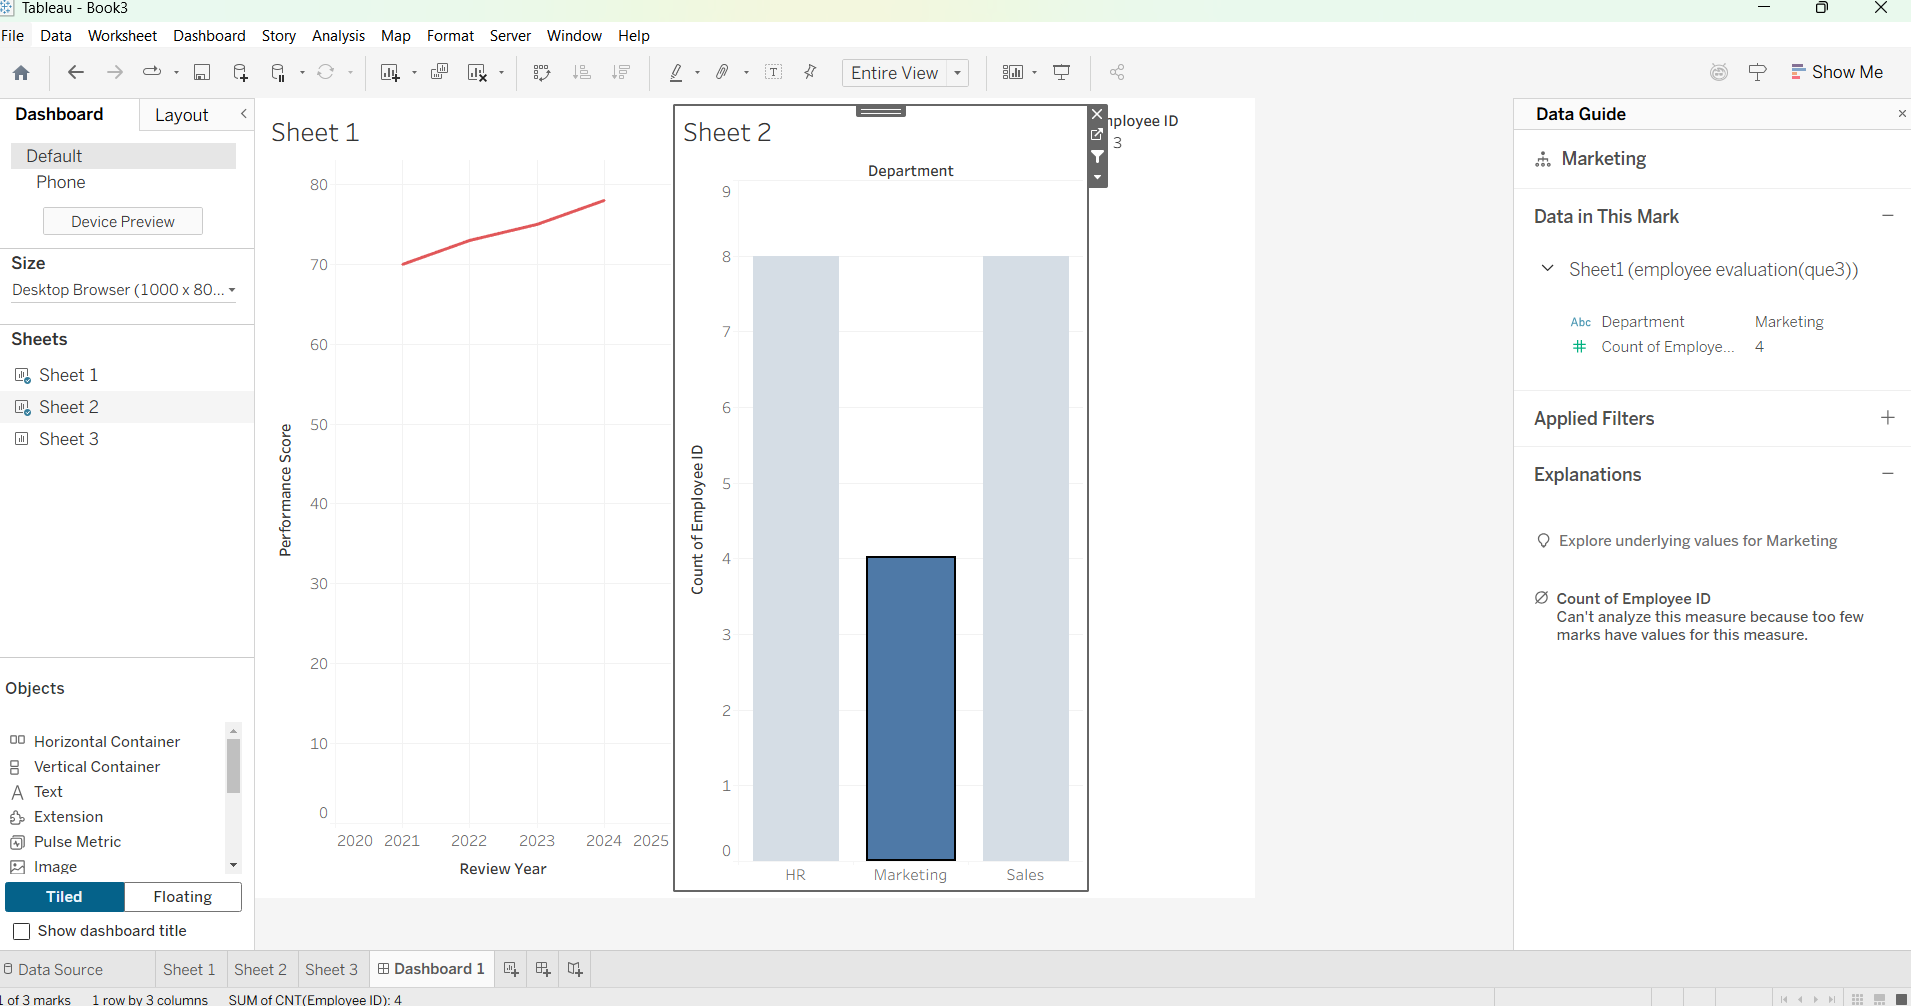 Tableau - Book3
File Data Worksheet Dashboard Story Analysis Map Format Server Window Help
Entire View
Show Me
Dashboard
Layout
Default
Phone
Device Preview
Size
Desktop Browser (1000 x 80...
Sheets
Sheet 1
Sheet 2
Sheet 3
Objects
Horizontal Container
Vertical Container
Text
Extension
Pulse Metric
Image
Tiled Floating
Show dashboard title
Sheet 1
80
70
60
50
40
30
20
10
0
Performance Score
2020 2021 2022 2023 2024 2025
Review Year
Sheet 2
Department
9
8
7
6
5
4
3
2
1
0
Count of Employee ID
HR Marketing Sales
mployee ID
3
Data Guide
Marketing
Data in This Mark
Sheet1 (employee evaluation(que3))
Abc Department Marketing
# Count of Employe... 4
Applied Filters
Explanations
Explore underlying values for Marketing
Count of Employee ID
Can't analyze this measure because too few
marks have values for this measure.
Data Source Sheet 1 Sheet 2 Sheet 3 Dashboard 1
1 of 3 marks 1 row by 3 columns SUM of CNT(Employee ID): 4